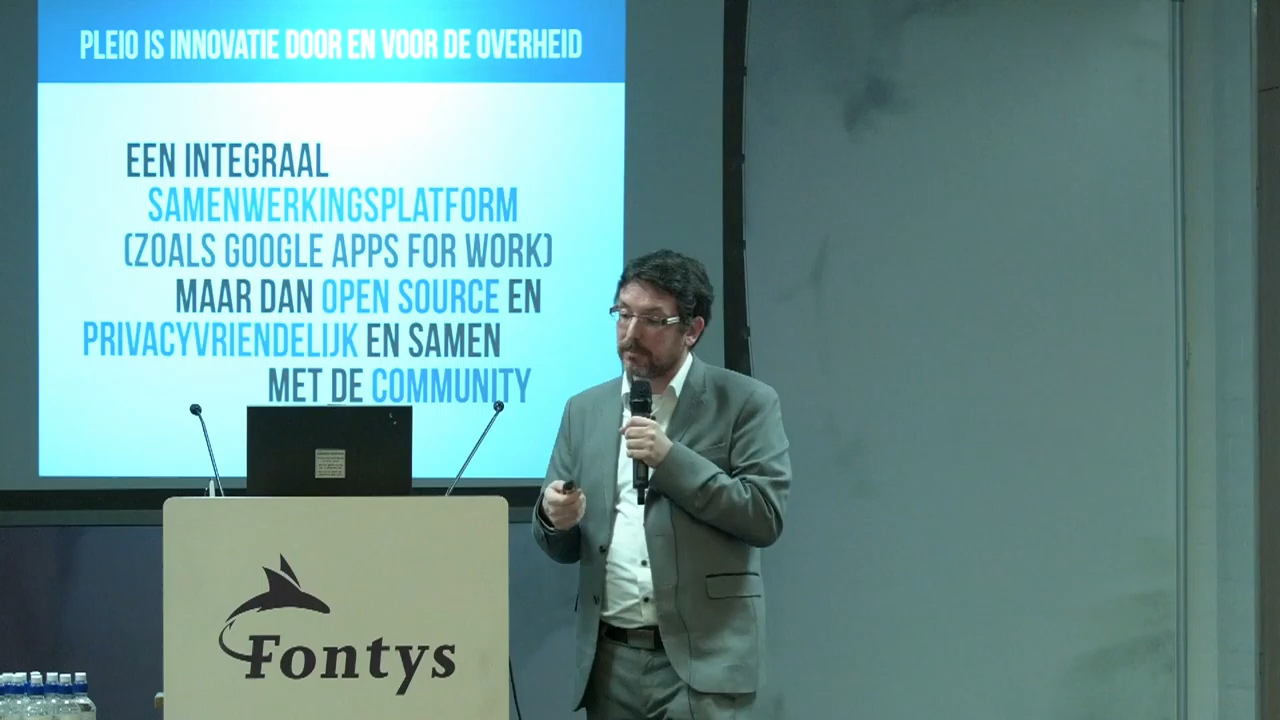 PLEIO IS INNOVATIE DOOR EN VOOR DE OVERHEID
EEN INTEGRAAL
SAMENWERKINGSPLATFORM
(ZOALS GOOGLE APPS FOR WORK)
MAAR DAN OPEN SOURCE EN
PRIVACYVRIENDELIJK EN SAMEN
MET DE COMMUNITY
Fontys